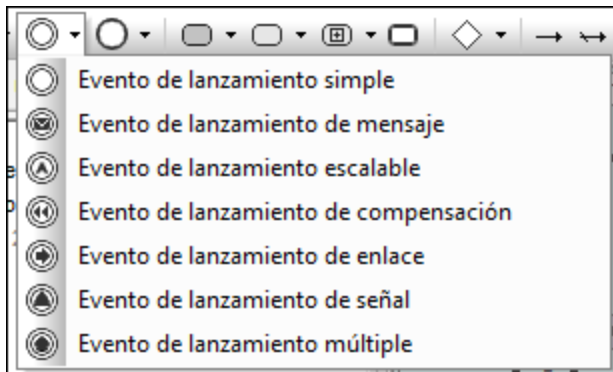 Evento de lanzamiento simple
Evento de lanzamiento de mensaje
Evento de lanzamiento escalable
Evento de lanzamiento de compensación
Evento de lanzamiento de enlace
Evento de lanzamiento de señal
Evento de lanzamiento múltiple